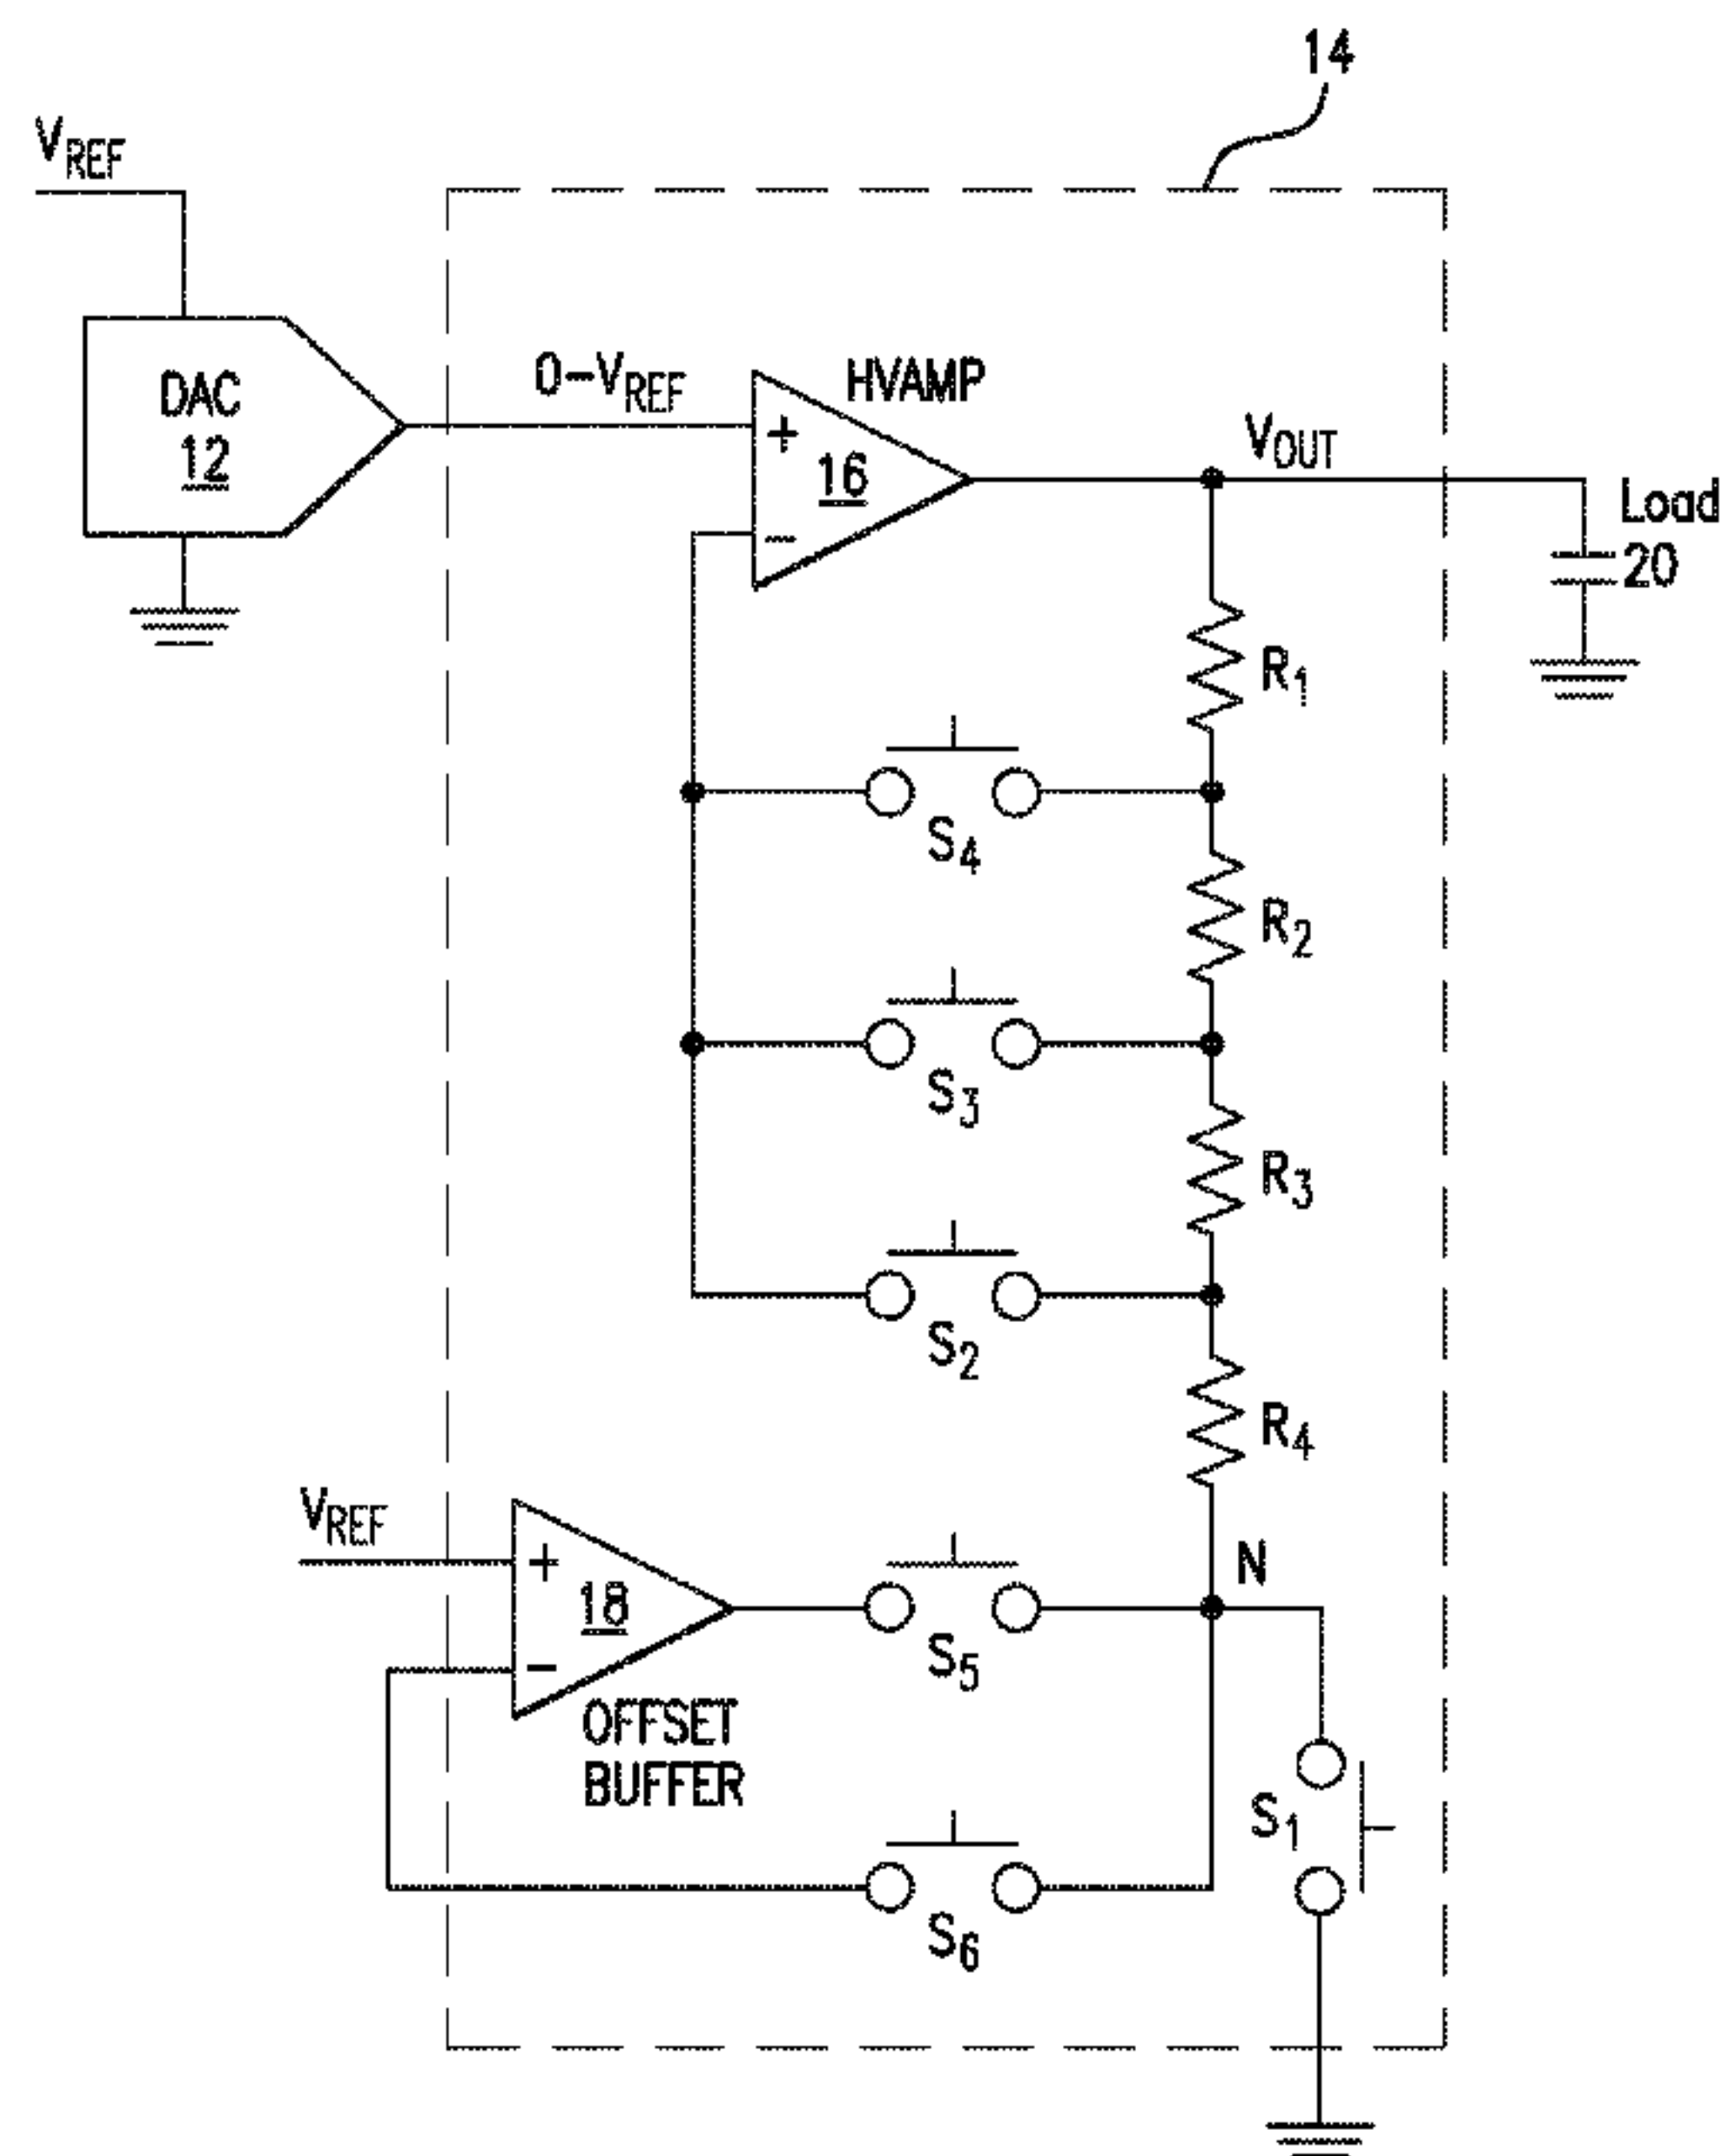 14
VREF
DAC
12
0-VREF
HVAMP
+
16
-
VOUT
Load
20
R1
S4
R2
S3
R3
S2
R4
VREF
+
18
-
OFFSET
BUFFER
N
S5
S1
S6